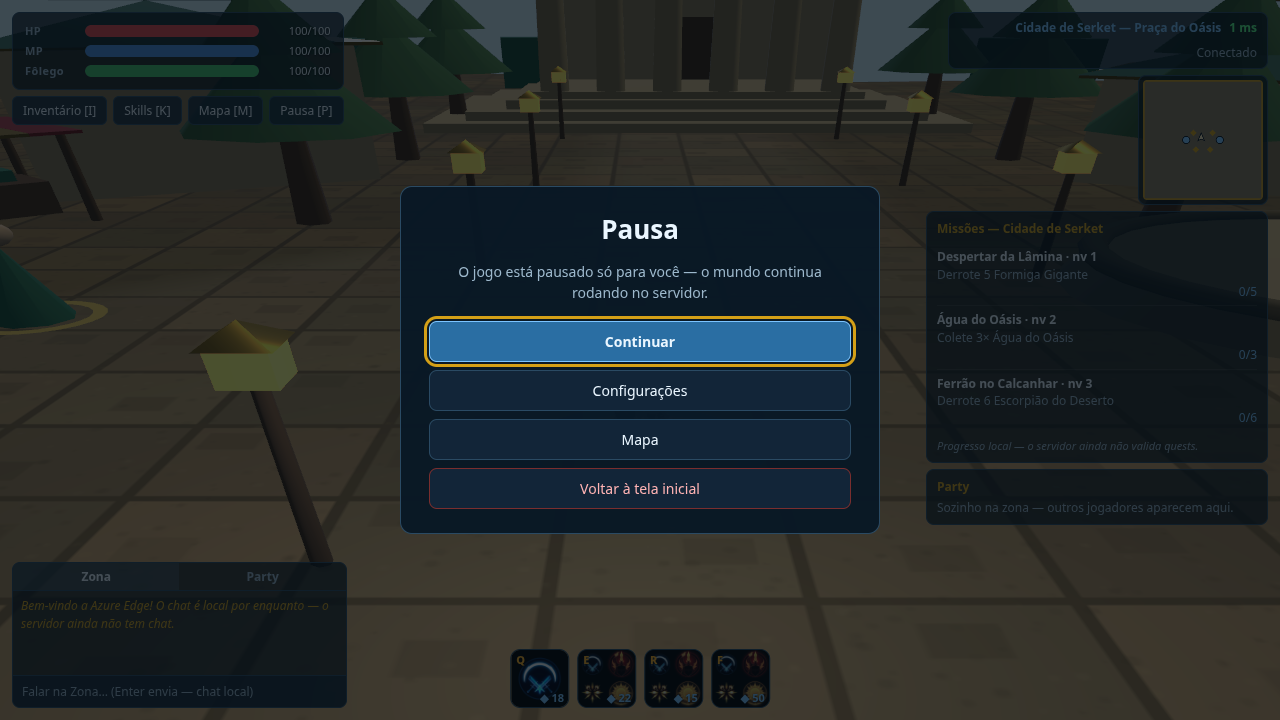 HP 100/100
MP 100/100
Fôlego 100/100
Inventário [I] Skills [K] Mapa [M] Pausa [P]
Cidade de Serket — Praça do Oásis 1 ms
Conectado
Missões — Cidade de Serket
Despertar da Lâmina · nv 1
Derrote 5 Formiga Gigante
0/5
Água do Oásis · nv 2
Colete 3× Água do Oásis
0/3
Ferrão no Calcanhar · nv 3
Derrote 6 Escorpião do Deserto
0/6
Progresso local — o servidor ainda não valida quests.
Party
Sozinho na zona — outros jogadores aparecem aqui.
Pausa
O jogo está pausado só para você — o mundo continua
rodando no servidor.
Continuar
Configurações
Mapa
Voltar à tela inicial
Zona Party
Bem-vindo a Azure Edge! O chat é local por enquanto — o
servidor ainda não tem chat.
Falar na Zona... (Enter envia — chat local)
Q E R F
18 22 15 50